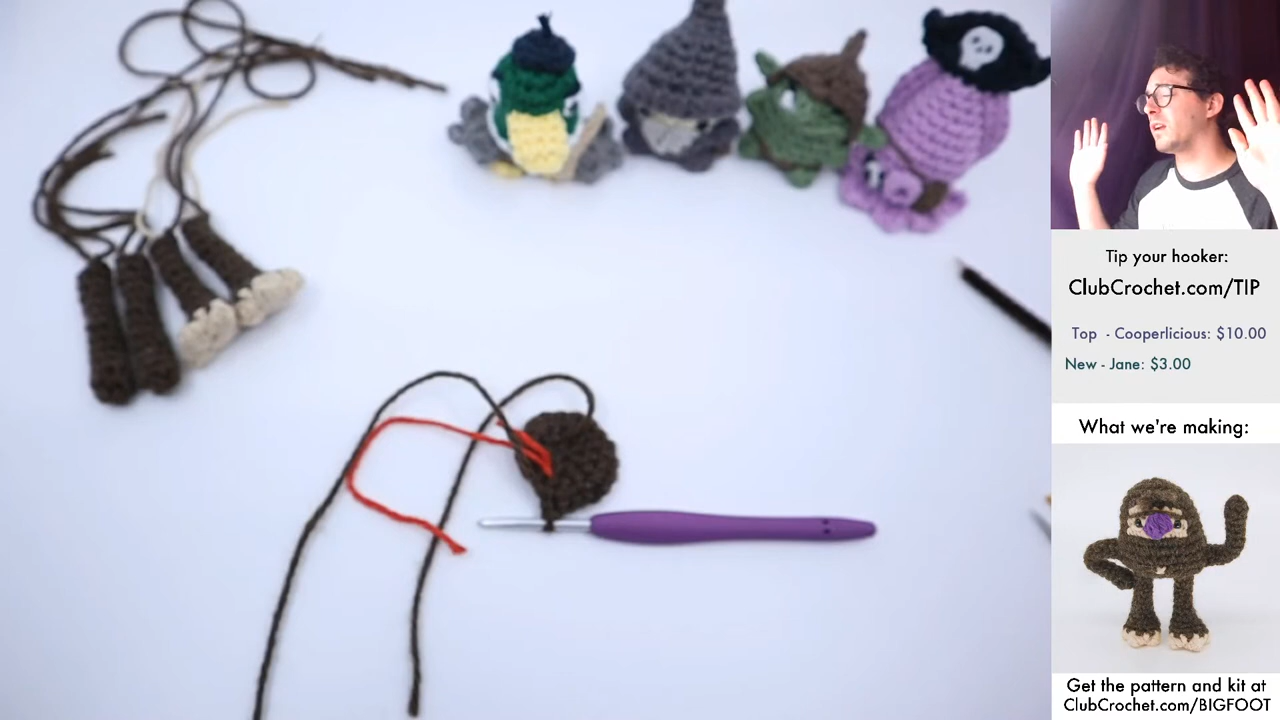 Tip your hooker:
ClubCrochet.com/TIP
Top - Cooperlicious: $10.00
New - Jane: $3.00
What we're making:
Get the pattern and kit at
ClubCrochet.com/BIGFOOT